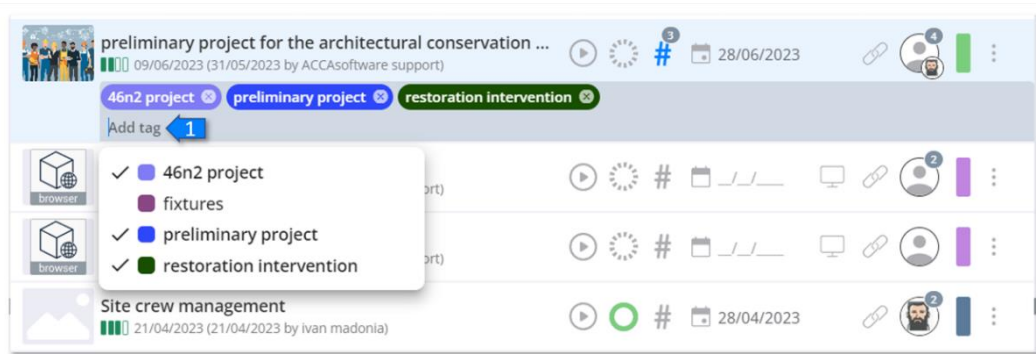 preliminary project for the architectural conservation ...
09/06/2023 (31/05/2023 by ACCAsoftware support)
3
28/06/2023
4
46n2 project
preliminary project
restoration intervention
Add tag
1
46n2 project
fixtures
preliminary project
restoration intervention
browser
ort)
_/_/__
2
browser
ort)
_/_/__
Site crew management
21/04/2023 (21/04/2023 by ivan madonia)
28/04/2023
2